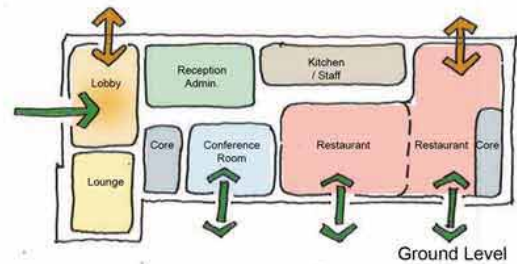 Lobby
Reception
Admin.
Kitchen
/ Staff
Core
Conference
Room
Restaurant
Restaurant
Core
Lounge
Ground Level